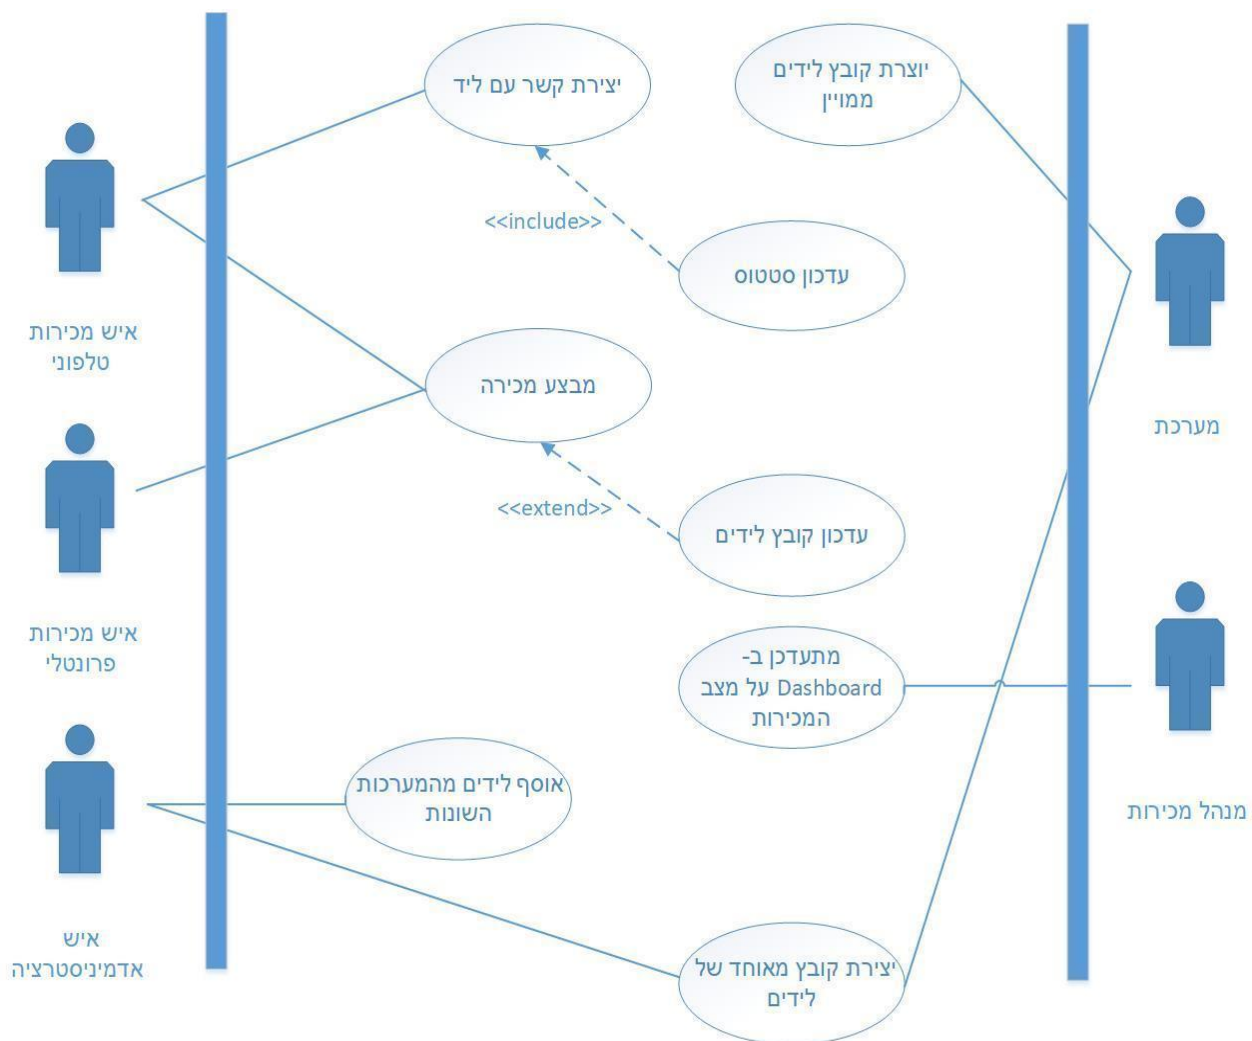 יצירת קשר עם ליד
יוצרת קובץ לידים
ממויין
<<include>>
עדכון סטטוס
איש מכירות
טלפוני
מבצע מכירה
מערכת
<<extend>>
עדכון קובץ לידים
איש מכירות
פרונטלי
מתעדכן ב-
Dashboard על מצב
המכירות
אוסף לידים מהמערכות
השונות
מנהל מכירות
איש
אדמיניסטרציה
יצירת קובץ מאוחד של
לידים